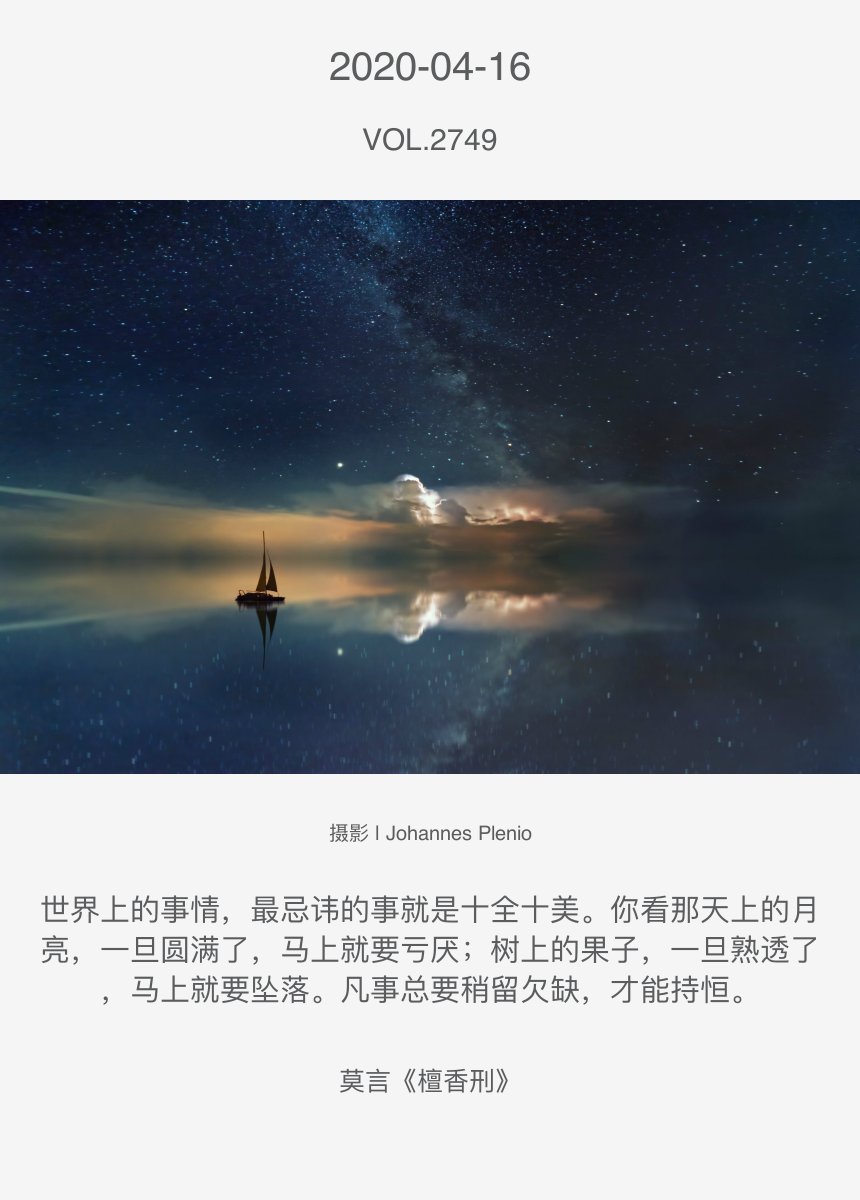 2020-04-16
VOL.2749
摄影 | Johannes Plenio
世界上的事情，最忌讳的事就是十全十美。你看那天上的月
亮，一旦圆满了，马上就要亏厌；树上的果子，一旦熟透了
，马上就要坠落。凡事总要稍留欠缺，才能持恒。
莫言《檀香刑》